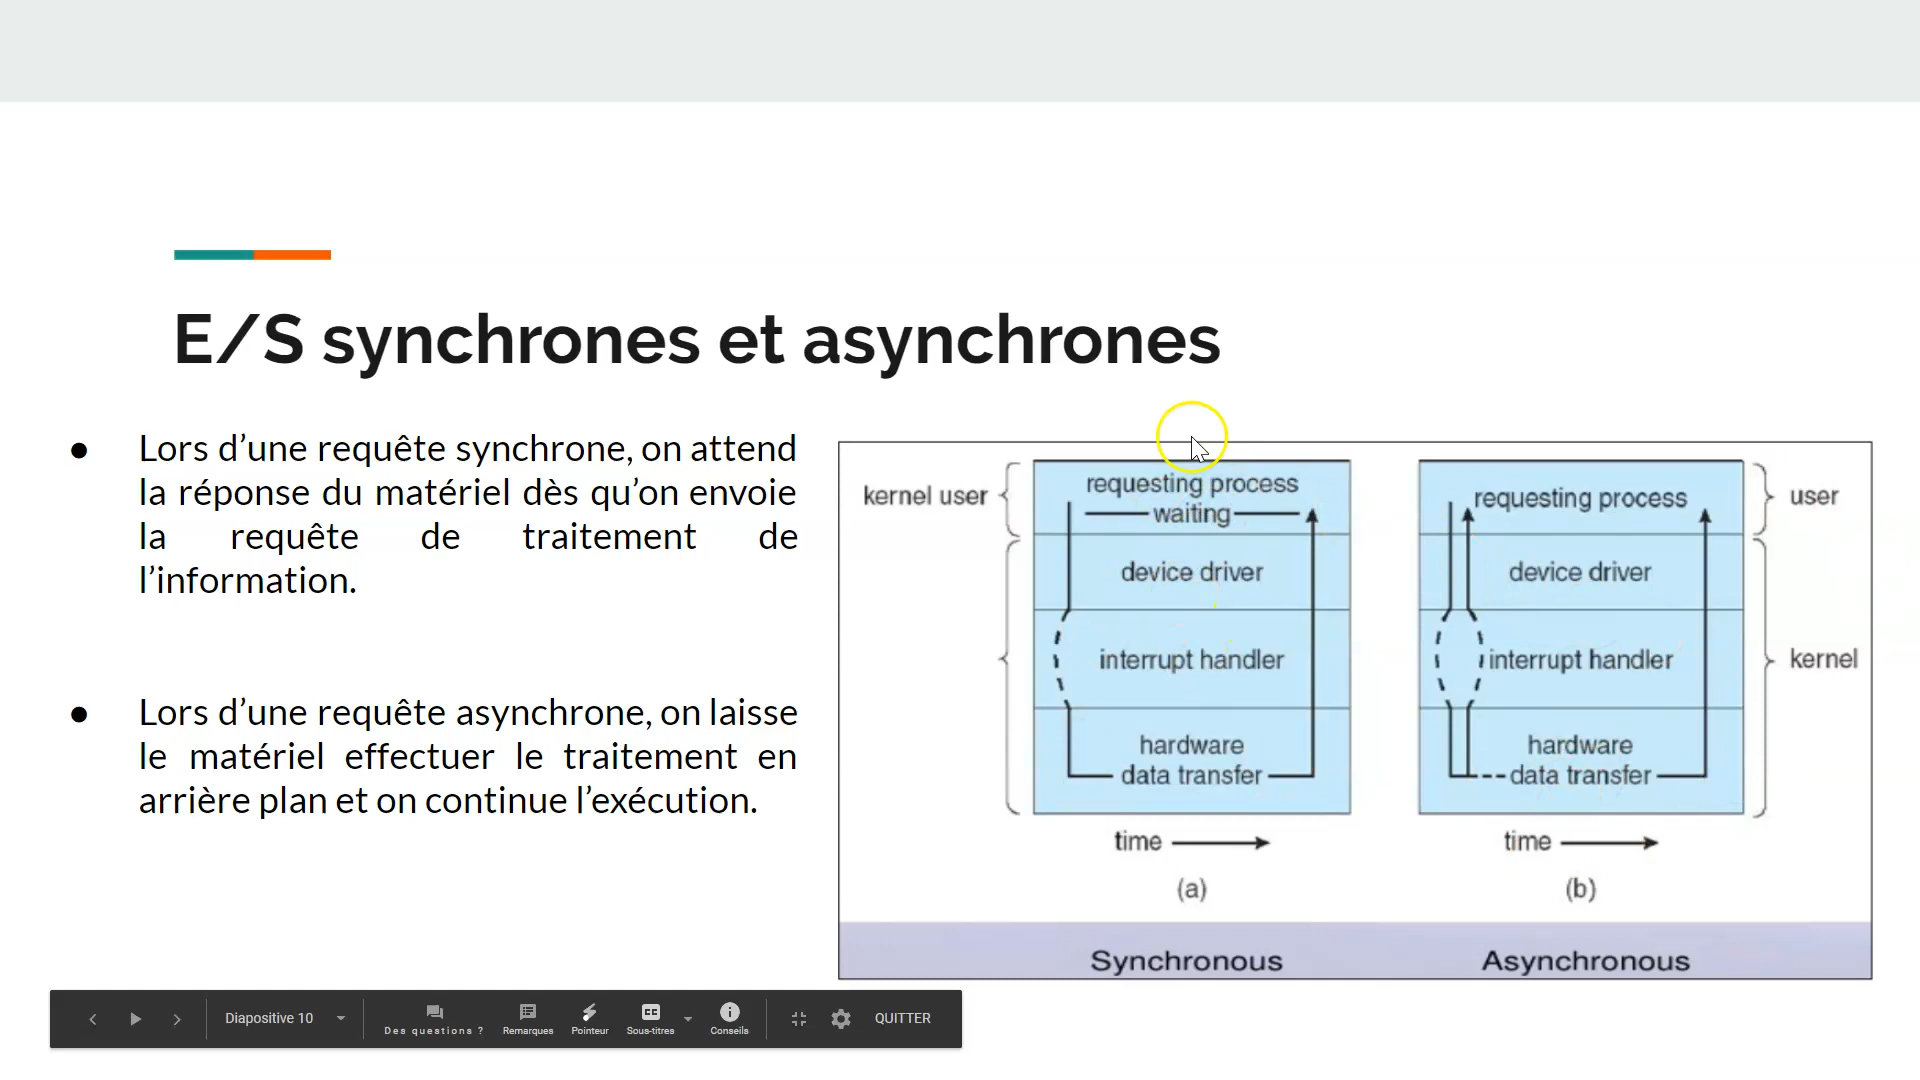 E/S synchrones et asynchrones
● Lors d’une requête synchrone, on attend
la réponse du matériel dès qu’on envoie
la requête de traitement de
l’information.
● Lors d’une requête asynchrone, on laisse
le matériel effectuer le traitement en
arrière plan et on continue l’exécution.
kernel user
requesting process
waiting
device driver
interrupt handler
hardware
data transfer
time
(a)
Synchronous
requesting process
user
device driver
interrupt handler
kernel
hardware
data transfer
time
(b)
Asynchronous
Diapositive 10
Des questions ?
Remarques
Pointeur
Sous-titres
Conseils
QUITTER